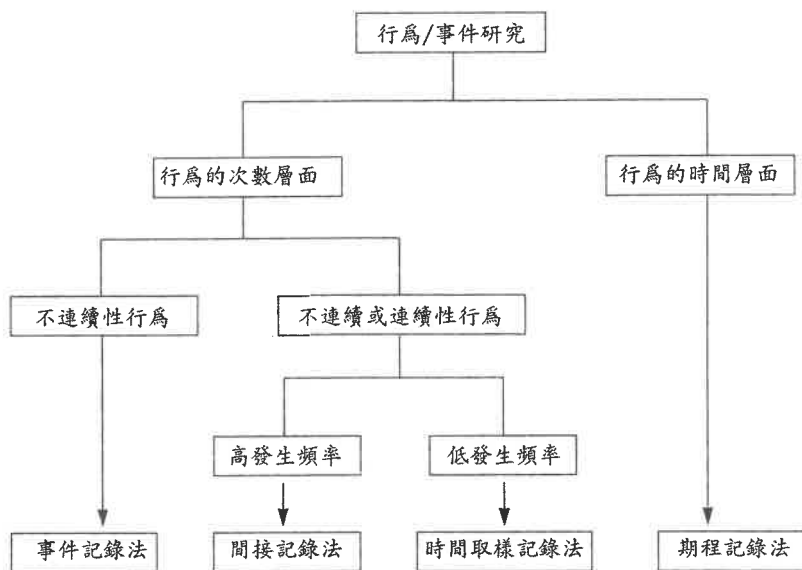 行爲/事件研究
行爲的次數層面
行爲的時間層面
不連續性行爲
不連續或連續性行爲
高發生頻率
低發生頻率
事件記錄法
間接記錄法
時間取樣記錄法
期程記錄法